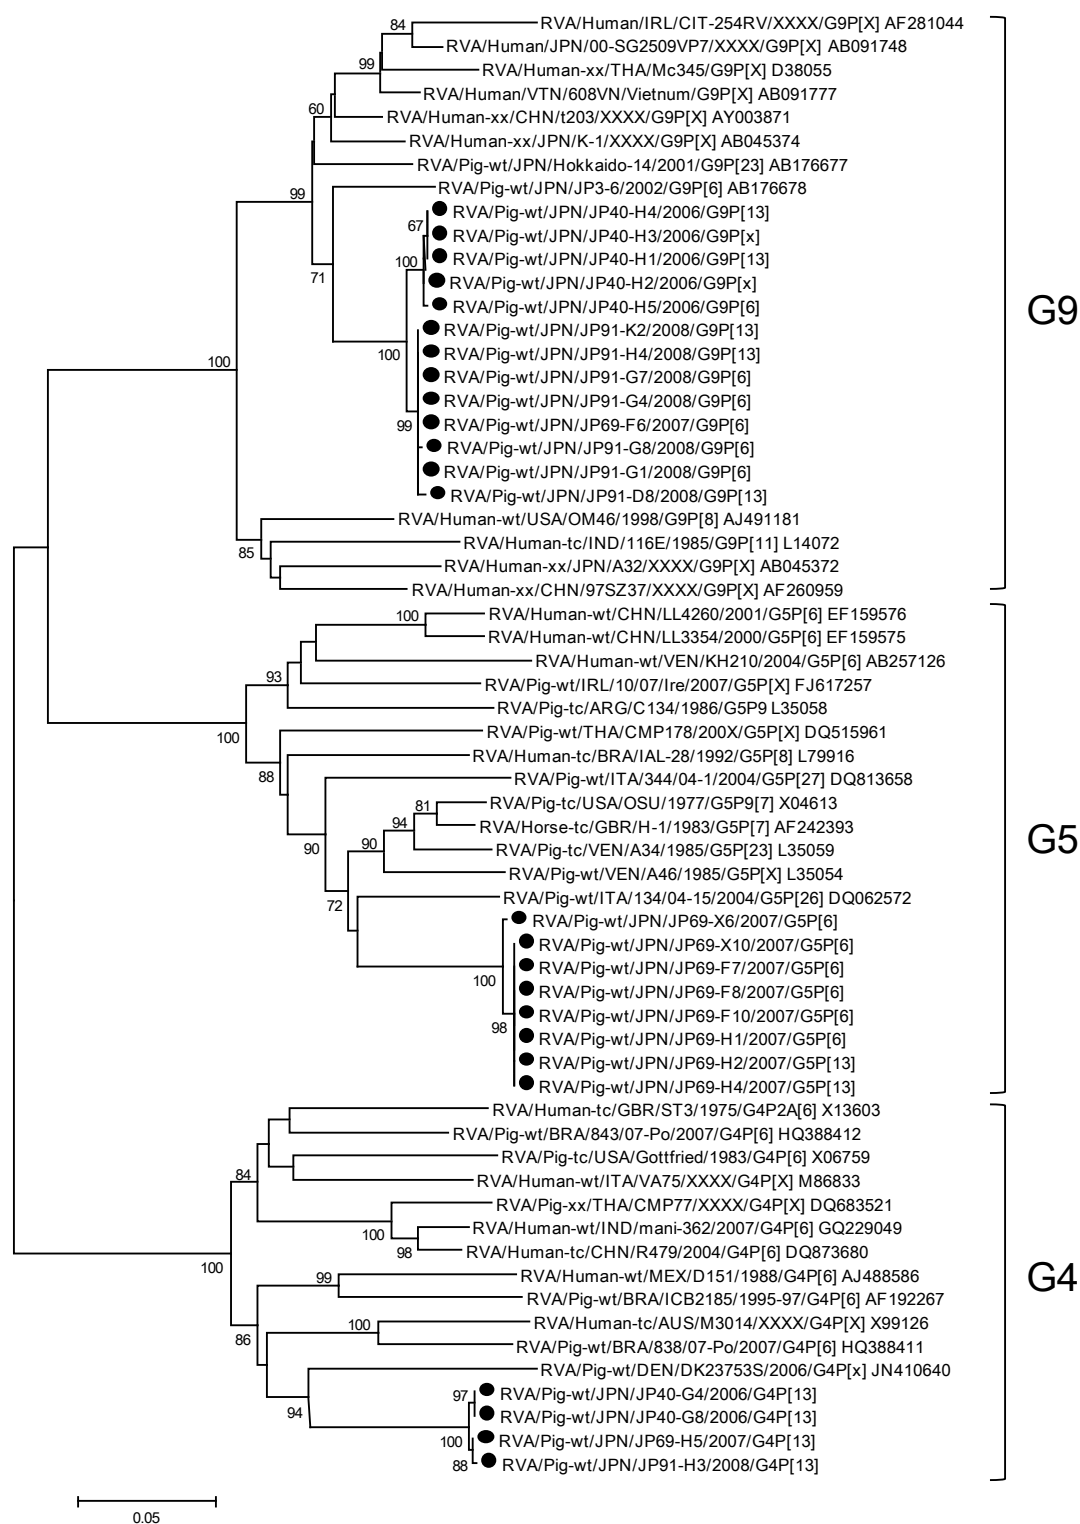 84
RVA/Human/IRL/CIT-254RV/XXXX/G9P[X] AF281044
RVA/Human/JPN/00-SG2509VP7/XXXX/G9P[X] AB091748
99
RVA/Human-xx/THA/Mc345/G9P[X] D38055
RVA/Human/VTN/608VN/Vietnum/G9P[X] AB091777
60
RVA/Human-xx/CHN/t203/XXXX/G9P[X] AY003871
RVA/Human-xx/JPN/K-1/XXXX/G9P[X] AB045374
RVA/Pig-wt/JPN/Hokkaido-14/2001/G9P[23] AB176677
99
RVA/Pig-wt/JPN/JP3-6/2002/G9P[6] AB176678
RVA/Pig-wt/JPN/JP40-H4/2006/G9P[13]
67
RVA/Pig-wt/JPN/JP40-H3/2006/G9P[x]
100
RVA/Pig-wt/JPN/JP40-H1/2006/G9P[13]
71
RVA/Pig-wt/JPN/JP40-H2/2006/G9P[x]
RVA/Pig-wt/JPN/JP40-H5/2006/G9P[6]
G9
RVA/Pig-wt/JPN/JP91-K2/2008/G9P[13]
100
RVA/Pig-wt/JPN/JP91-H4/2008/G9P[13]
100
RVA/Pig-wt/JPN/JP91-G7/2008/G9P[6]
RVA/Pig-wt/JPN/JP91-G4/2008/G9P[6]
99
RVA/Pig-wt/JPN/JP69-F6/2007/G9P[6]
RVA/Pig-wt/JPN/JP91-G8/2008/G9P[6]
RVA/Pig-wt/JPN/JP91-G1/2008/G9P[6]
RVA/Pig-wt/JPN/JP91-D8/2008/G9P[13]
RVA/Human-wt/USA/OM46/1998/G9P[8] AJ491181
85
RVA/Human-tc/IND/116E/1985/G9P[11] L14072
RVA/Human-xx/JPN/A32/XXXX/G9P[X] AB045372
RVA/Human-xx/CHN/97SZ37/XXXX/G9P[X] AF260959
100
RVA/Human-wt/CHN/LL4260/2001/G5P[6] EF159576
RVA/Human-wt/CHN/LL3354/2000/G5P[6] EF159575
RVA/Human-wt/VEN/KH210/2004/G5P[6] AB257126
93
RVA/Pig-wt/IRL/10/07/Ire/2007/G5P[X] FJ617257
RVA/Pig-tc/ARG/C134/1986/G5P9 L35058
100
RVA/Pig-wt/THA/CMP178/200X/G5P[X] DQ515961
RVA/Human-tc/BRA/IAL-28/1992/G5P[8] L79916
88
RVA/Pig-wt/ITA/344/04-1/2004/G5P[27] DQ813658
81
RVA/Pig-tc/USA/OSU/1977/G5P9[7] X04613
94
RVA/Horse-tc/GBR/H-1/1983/G5P[7] AF242393
G5
90
90
RVA/Pig-tc/VEN/A34/1985/G5P[23] L35059
RVA/Pig-wt/VEN/A46/1985/G5P[X] L35054
72
RVA/Pig-wt/ITA/134/04-15/2004/G5P[26] DQ062572
RVA/Pig-wt/JPN/JP69-X6/2007/G5P[6]
RVA/Pig-wt/JPN/JP69-X10/2007/G5P[6]
RVA/Pig-wt/JPN/JP69-F7/2007/G5P[6]
100
RVA/Pig-wt/JPN/JP69-F8/2007/G5P[6]
RVA/Pig-wt/JPN/JP69-F10/2007/G5P[6]
98
RVA/Pig-wt/JPN/JP69-H1/2007/G5P[6]
RVA/Pig-wt/JPN/JP69-H2/2007/G5P[13]
RVA/Pig-wt/JPN/JP69-H4/2007/G5P[13]
RVA/Human-tc/GBR/ST3/1975/G4P2A[6] X13603
RVA/Pig-wt/BRA/843/07-Po/2007/G4P[6] HQ388412
RVA/Pig-tc/USA/Gottfried/1983/G4P[6] X06759
84
RVA/Human-wt/ITA/VA75/XXXX/G4P[X] M86833
RVA/Pig-xx/THA/CMP77/XXXX/G4P[X] DQ683521
100
RVA/Human-wt/IND/mani-362/2007/G4P[6] GQ229049
98
RVA/Human-tc/CHN/R479/2004/G4P[6] DQ873680
100
99
RVA/Human-wt/MEX/D151/1988/G4P[6] AJ488586
G4
RVA/Pig-wt/BRA/ICB2185/1995-97/G4P[6] AF192267
100
RVA/Human-tc/AUS/M3014/XXXX/G4P[X] X99126
86
RVA/Pig-wt/BRA/838/07-Po/2007/G4P[6] HQ388411
RVA/Pig-wt/DEN/DK23753S/2006/G4P[x] JN410640
97
RVA/Pig-wt/JPN/JP40-G4/2006/G4P[13]
94
RVA/Pig-wt/JPN/JP40-G8/2006/G4P[13]
100
RVA/Pig-wt/JPN/JP69-H5/2007/G4P[13]
88
RVA/Pig-wt/JPN/JP91-H3/2008/G4P[13]
0.05